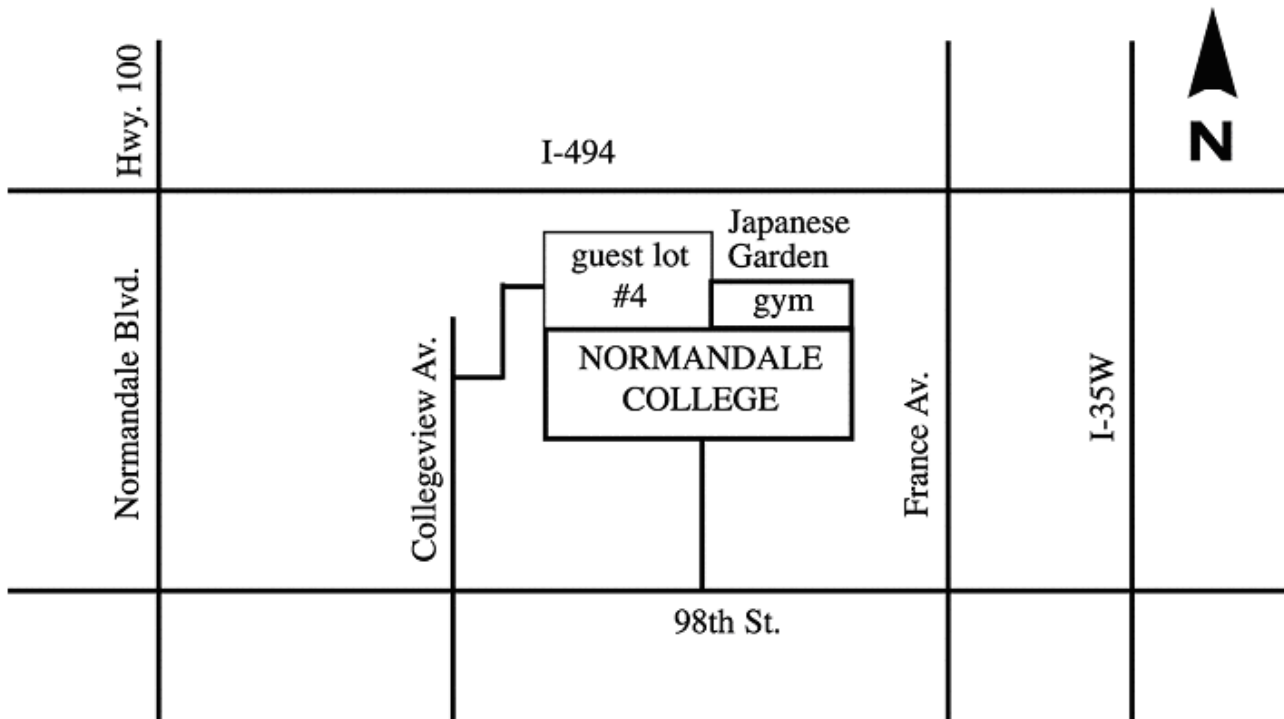 Hwy. 100
N
I-494
Japanese
Garden
guest lot
#4
gym
Normandale Blvd.
Collegeview Av.
NORMANDALE
COLLEGE
France Av.
I-35W
98th St.